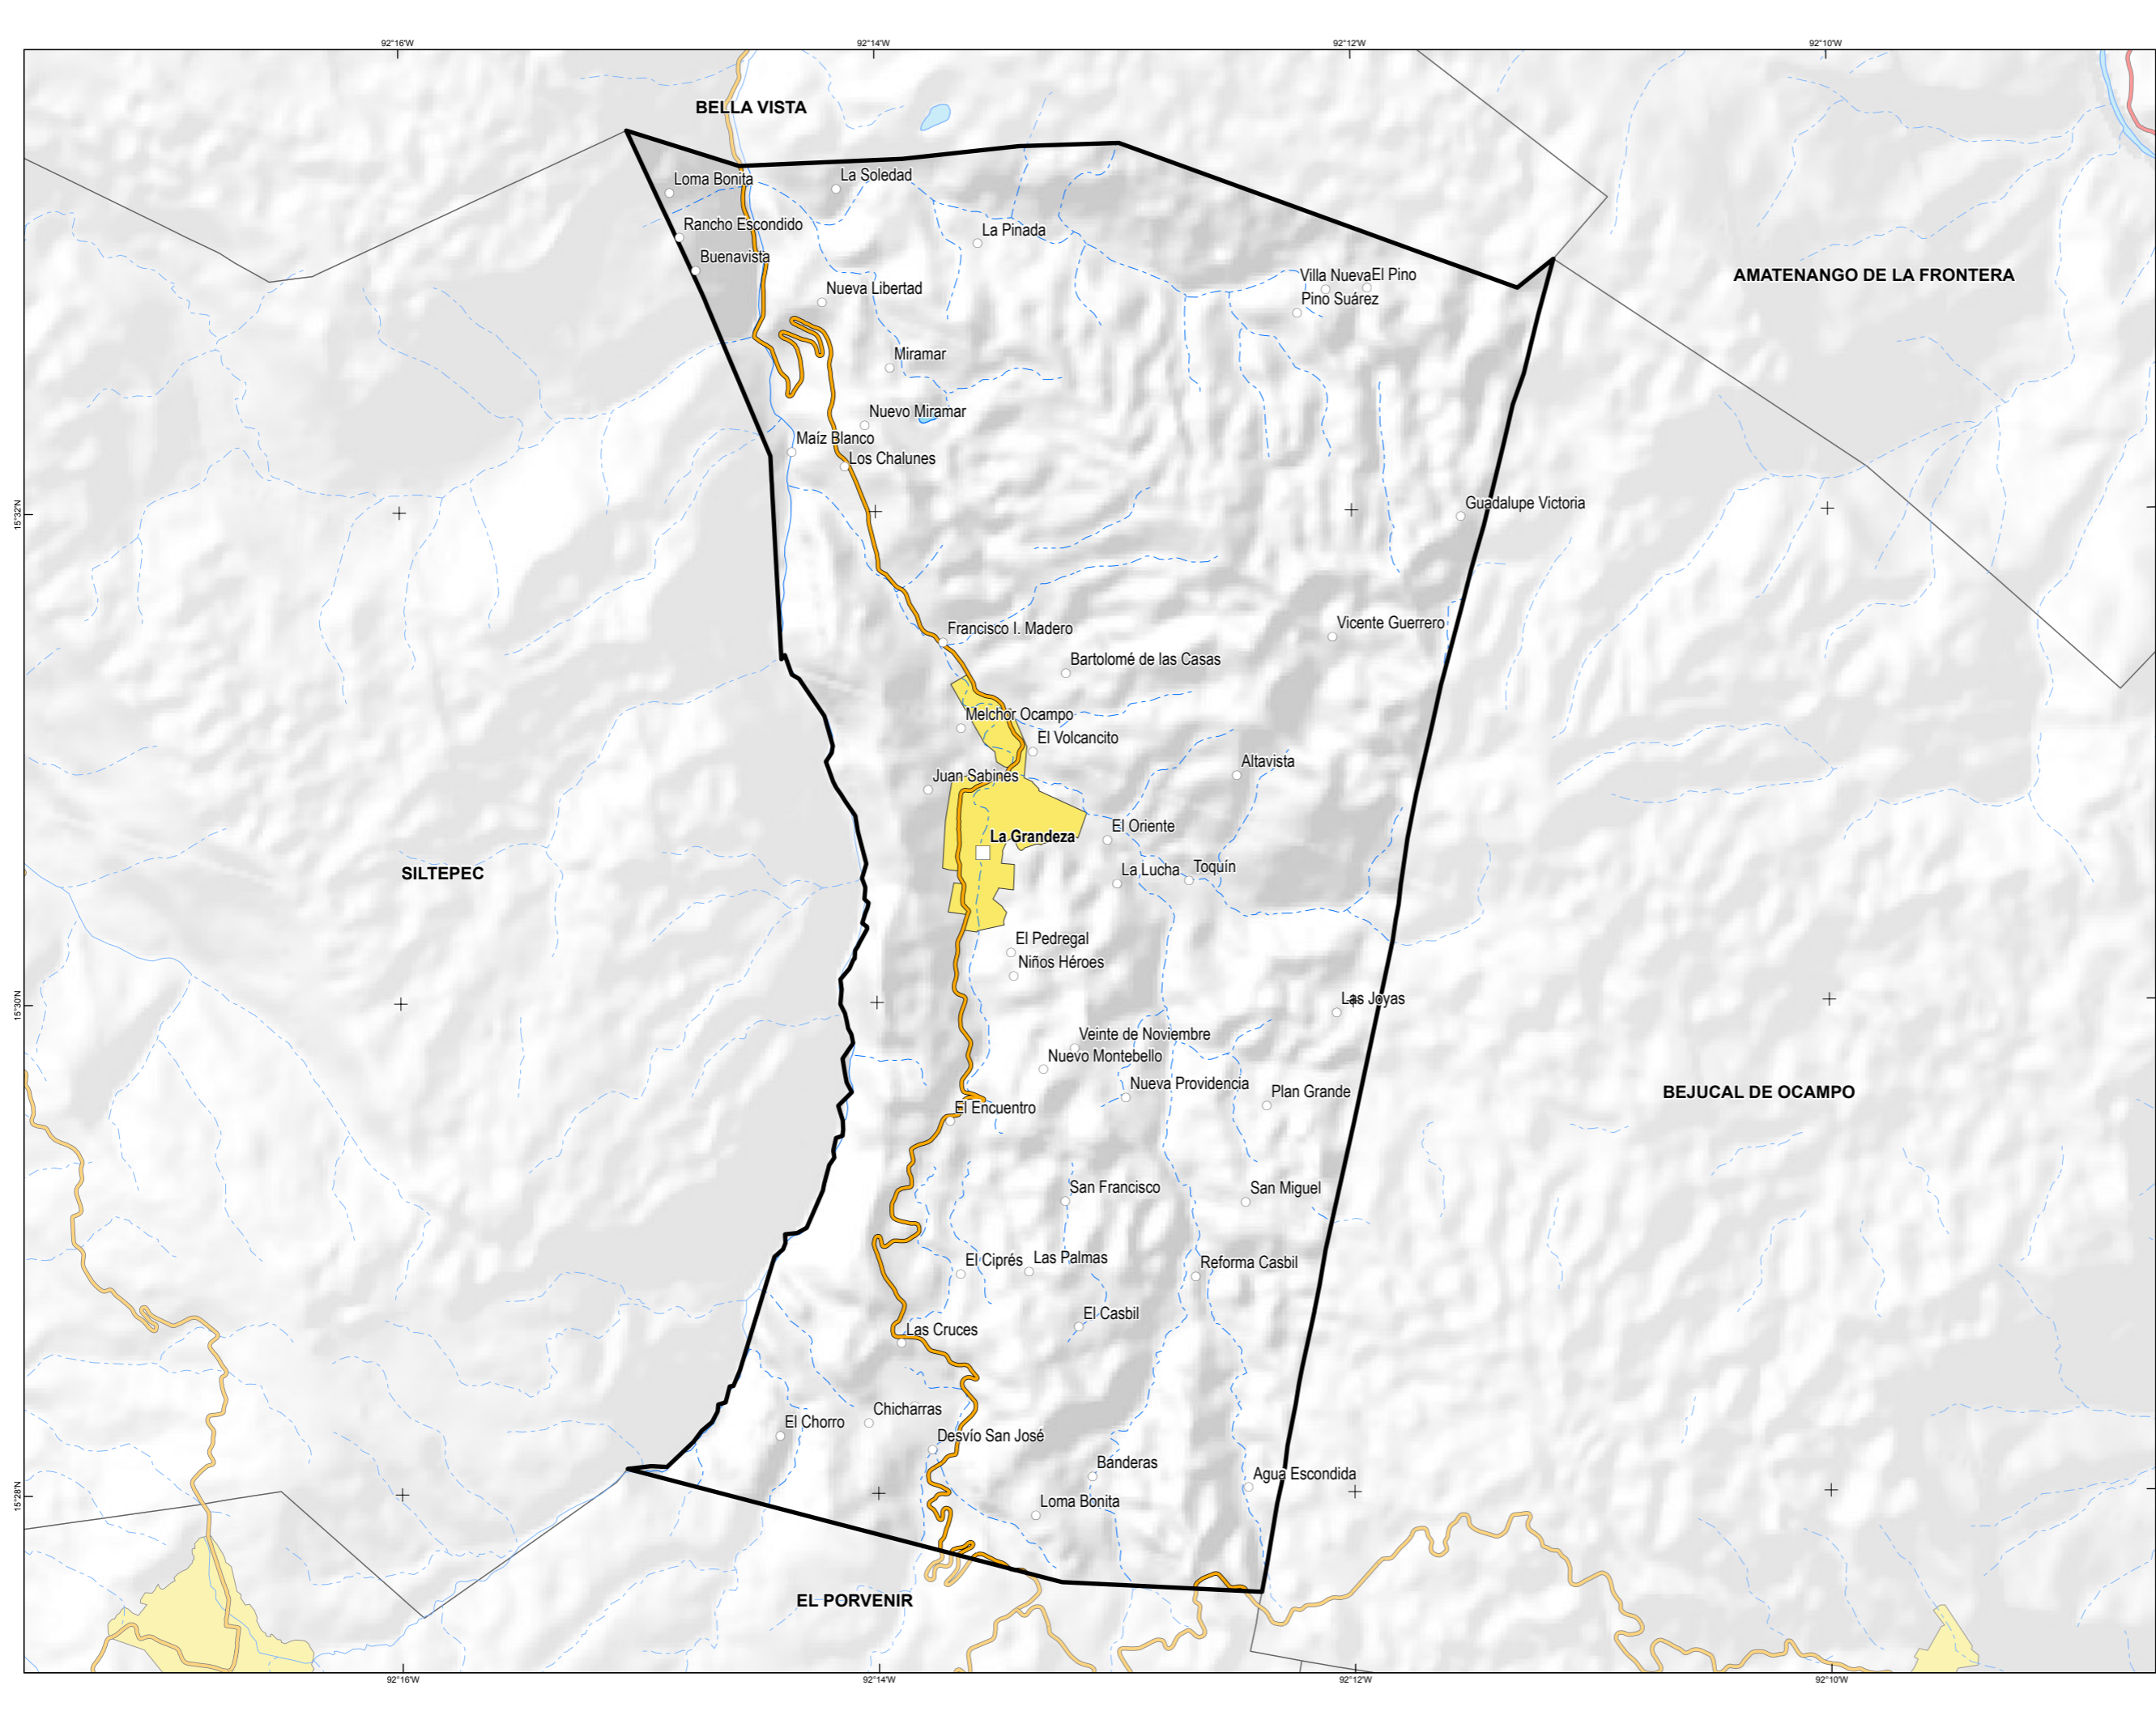 92°16'W
92°14'W
92°12'W
92°10'W
BELLA VISTA
Loma Bonita
La Soledad
Rancho Escondido
La Pinada
Buenavista
Villa Nueva
El Pino
AMATENANGO DE LA FRONTERA
Nueva Libertad
Pino Suárez
Miramar
Nuevo Miramar
Maíz Blanco
Los Chalunes
Guadalupe Victoria
15°32'N
Francisco I. Madero
Vicente Guerrero
Bartolomé de las Casas
Melchor Ocampo
El Volcancito
Altavista
Juan Sabines
El Oriente
La Grandeza
La Lucha
Toquín
SILTEPEC
El Pedregal
Niños Héroes
Las Joyas
15°30'N
Veinte de Noviembre
Nuevo Montebello
Nueva Providencia
Plan Grande
BEJUCAL DE OCAMPO
El Encuentro
San Francisco
San Miguel
El Ciprés
Las Palmas
Reforma Casbil
El Casbil
Las Cruces
Chicharras
El Chorro
Desvío San José
Banderas
Agua Escondida
15°28'N
Loma Bonita
EL PORVENIR
92°16'W
92°14'W
92°12'W
92°10'W